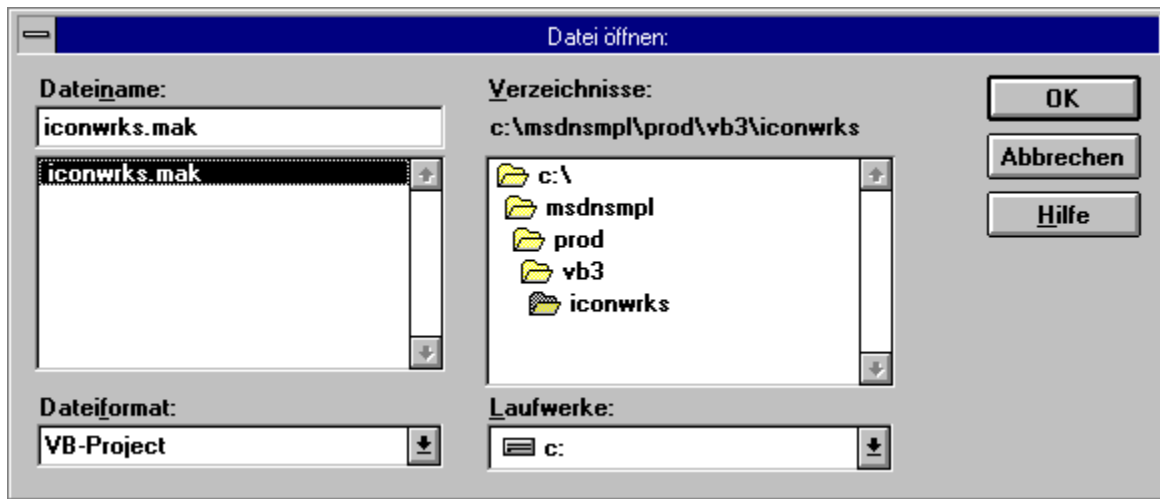 Datei öffnen:
Dateiname:
iconwrks.mak
iconwrks.mak
Dateiformat:
VB-Project
Verzeichnisse:
c:\msdnsmpl\prod\vb3\iconwrks
c:\
msdnsmpl
prod
vb3
iconwrks
Laufwerke:
c:
OK
Abbrechen
Hilfe